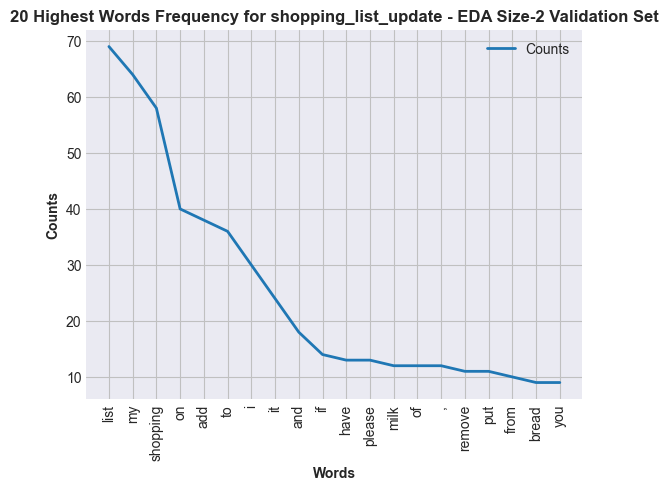 20 Highest Words Frequency for shopping_list_update - EDA Size-2 Validation Set
Counts
70
60
50
40
30
20
10
Counts
list
my
shopping
on
add
to
i
it
and
if
have
please
milk
of
,
remove
put
from
bread
you
Words